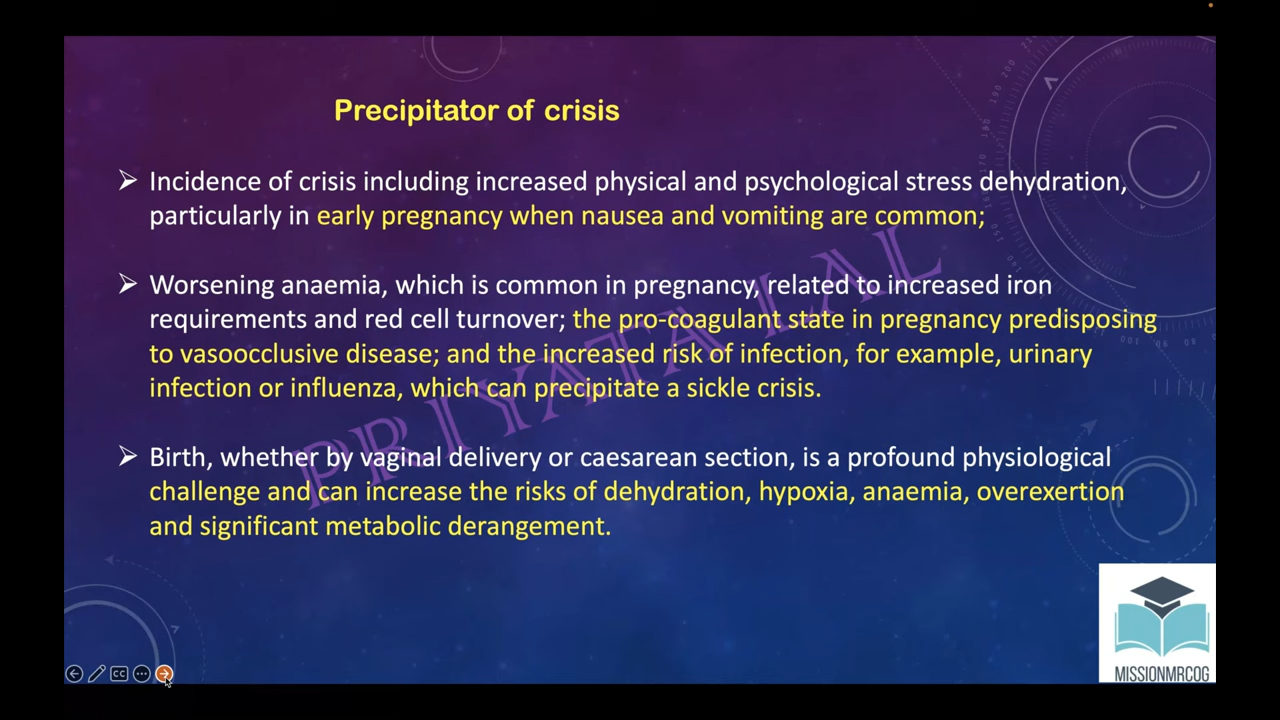 Precipitator of crisis
➢ Incidence of crisis including increased physical and psychological stress dehydration,
particularly in early pregnancy when nausea and vomiting are common;
➢ Worsening anaemia, which is common in pregnancy, related to increased iron
requirements and red cell turnover; the pro-coagulant state in pregnancy predisposing
to vasoocclusive disease; and the increased risk of infection, for example, urinary
infection or influenza, which can precipitate a sickle crisis.
➢ Birth, whether by vaginal delivery or caesarean section, is a profound physiological
challenge and can increase the risks of dehydration, hypoxia, anaemia, overexertion
and significant metabolic derangement.
PRIYATA LAL
MISSIONMRCOG
CC